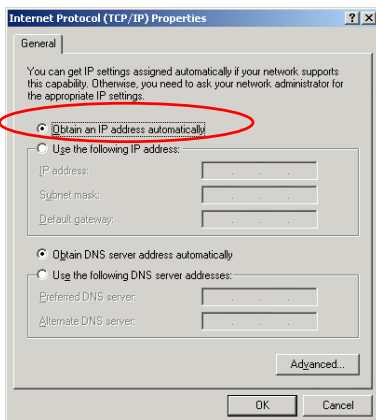 Internet Protocol (TCP/IP) Properties
General
You can get IP settings assigned automatically if your network supports
this capability. Otherwise, you need to ask your network administrator for
the appropriate IP settings.
Obtain an IP address automatically
Use the following IP address:
IP address:
Subnet mask:
Default gateway:
Obtain DNS server address automatically
Use the following DNS server addresses:
Preferred DNS server:
Alternate DNS server:
Advanced...
OK Cancel